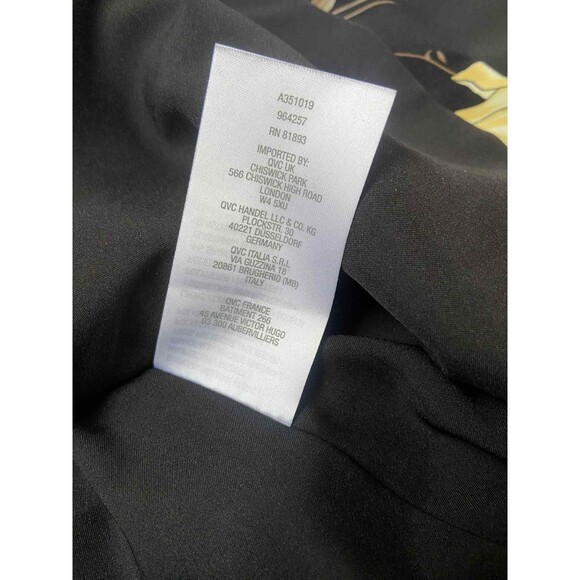 A351019
964257
RN 81893
IMPORTED BY:
QVC UK
CHISWICK PARK
566 CHISWICK HIGH ROAD
LONDON
W4 5XU
QVC HANDEL LLC & CO. KG
PLOCKSTR. 30
40221 DÜSSELDORF
GERMANY
QVC ITALIA S.R.L
VIA GUZZINA 18
20861 BRUGHERIO (MB)
ITALY
QVC FRANCE
BATIMENT 266
45 AVENUE VICTOR HUGO
93 300 AUBERVILLIERS